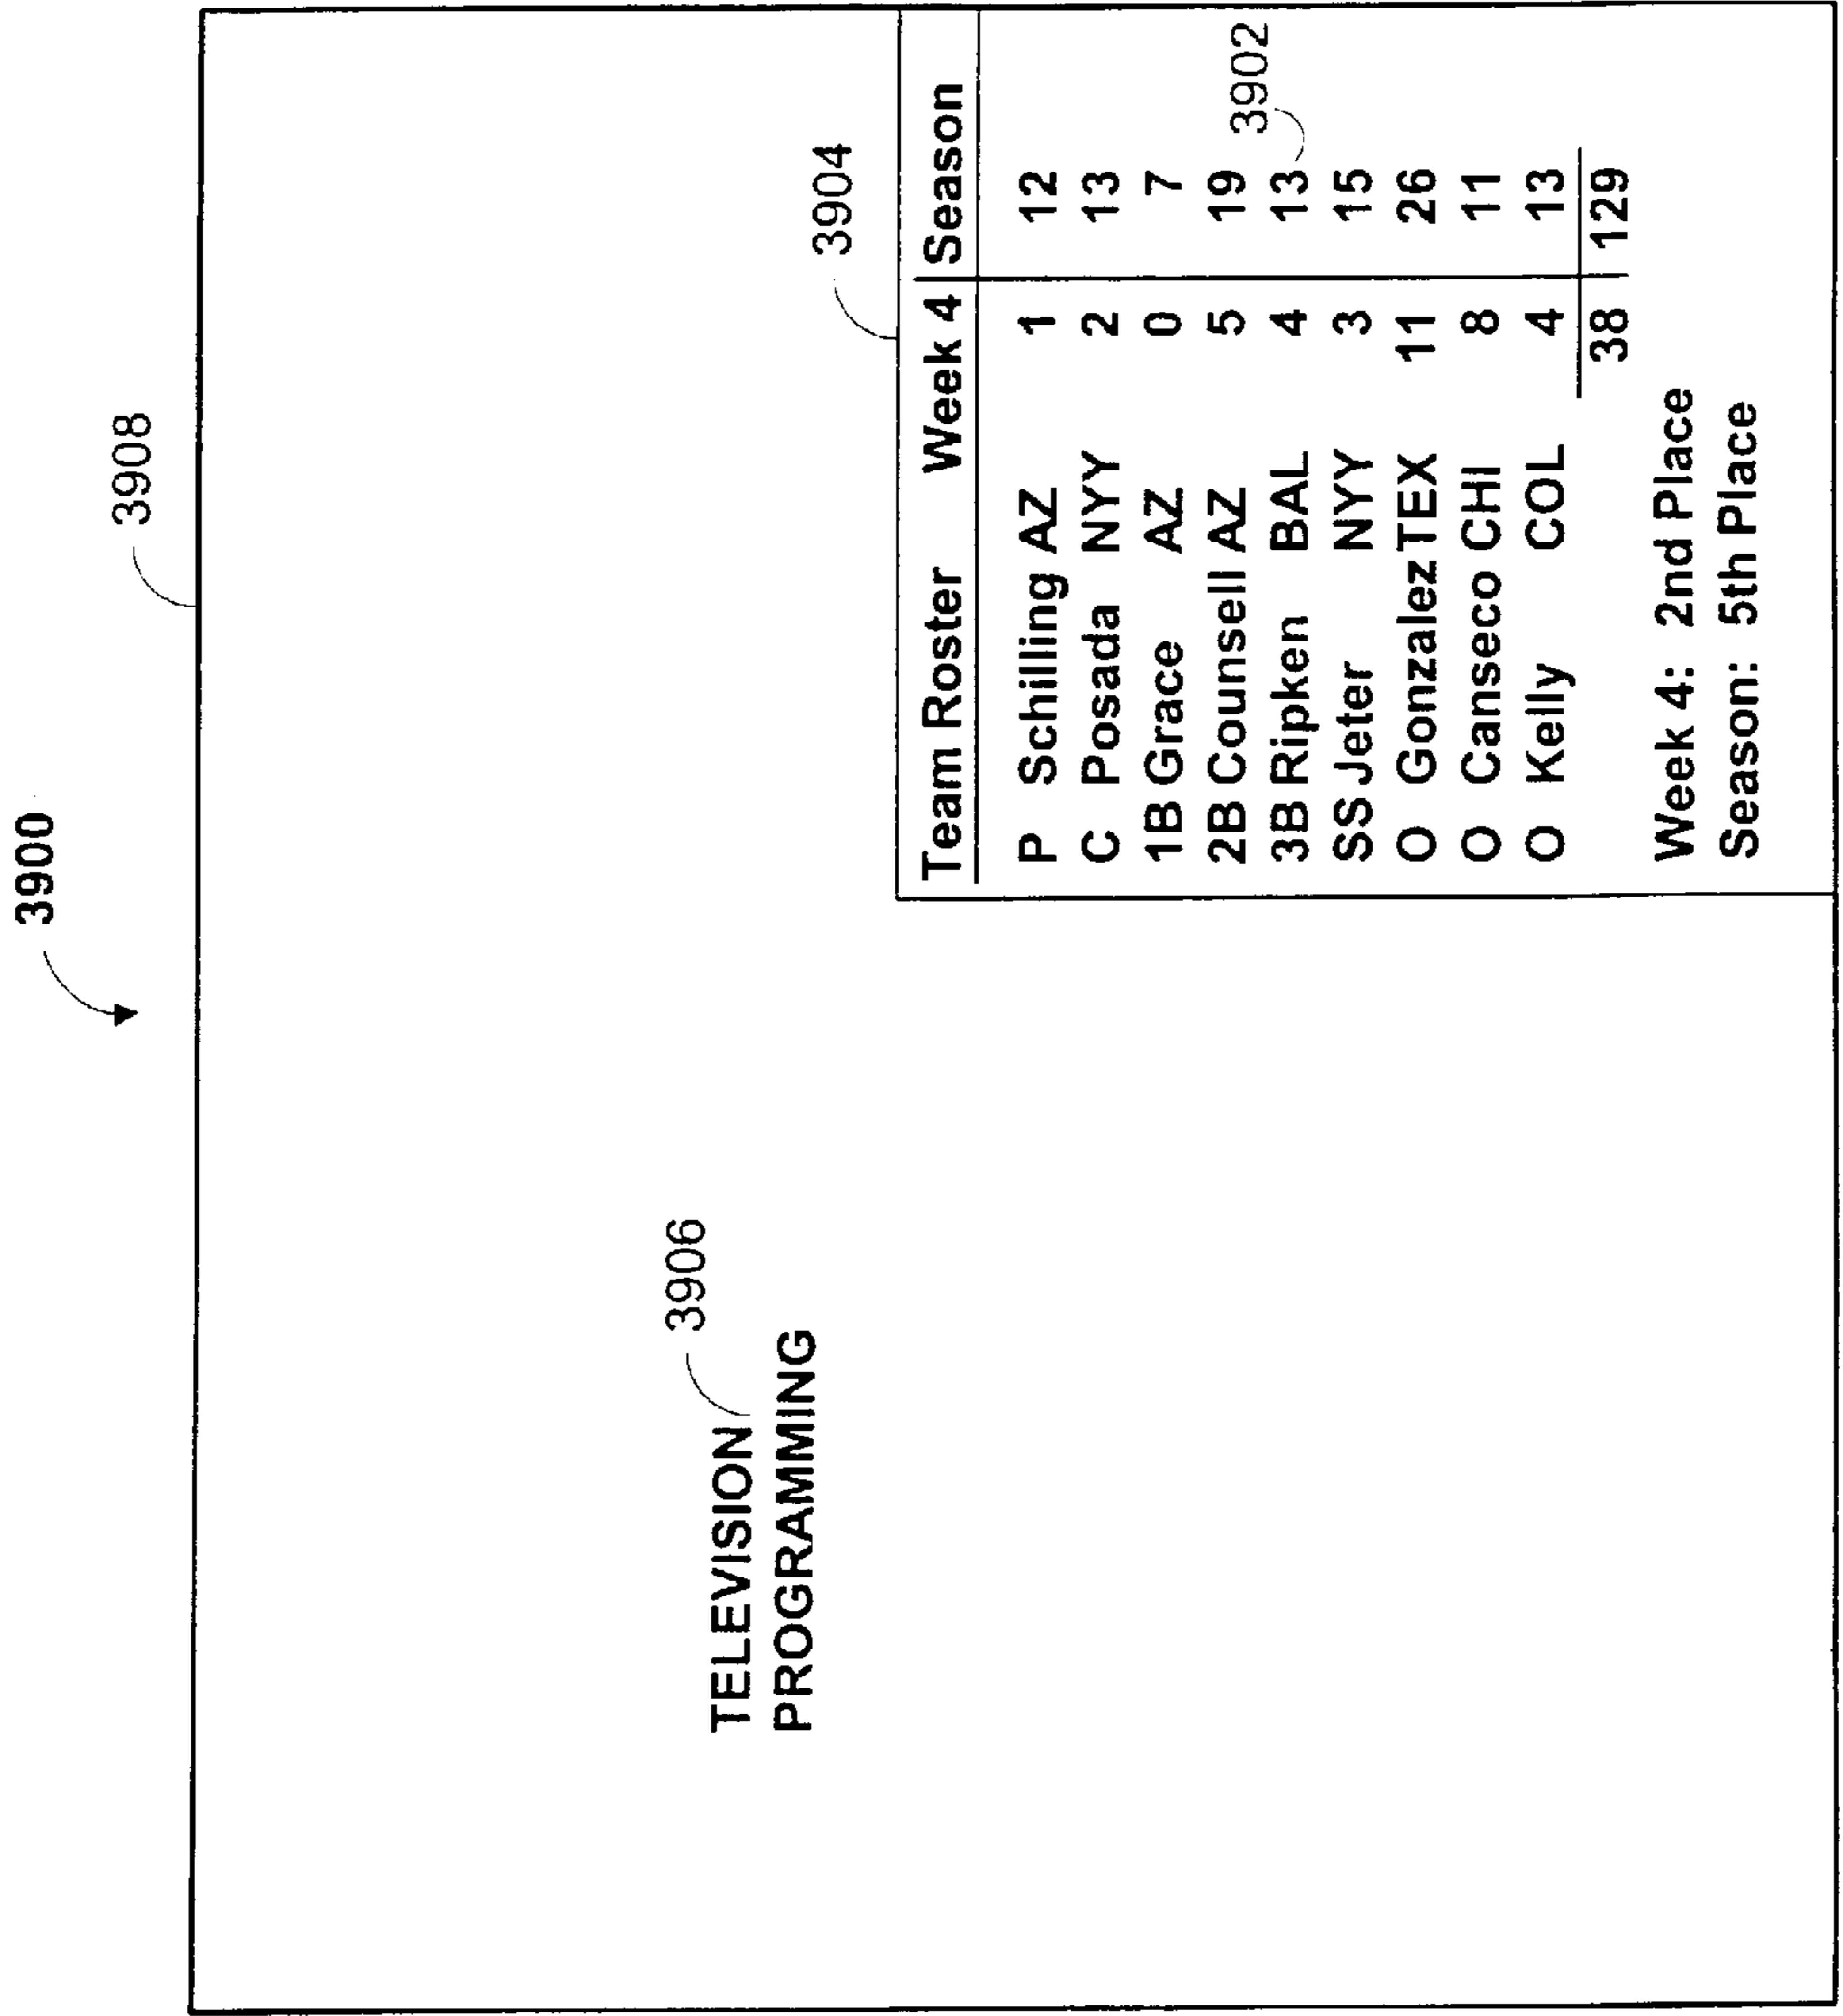 3900
3908
3906
TELEVISION
PROGRAMMING
3904
Team Roster Week 4 Season
P Schilling AZ 1 12
C Posada NYY 2 13
1B Grace AZ 0 7
2B Counsell AZ 5 19
3B Ripken BAL 4 13
3902
SS Jeter NYY 3 15
O Gonzalez TEX 11 26
O Canseco CHI 8 11
O Kelly COL 4 13
38 129
Week 4: 2nd Place
Season: 5th Place